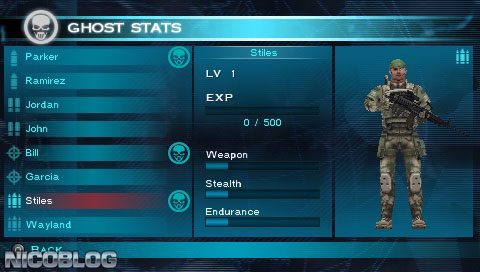 GHOST STATS
Parker
Ramirez
Jordan
John
Bill
Garcia
Stiles
Wayland
Stiles
LV 1
EXP
0 / 500
Weapon
Stealth
Endurance
BACK
NICOBLOG